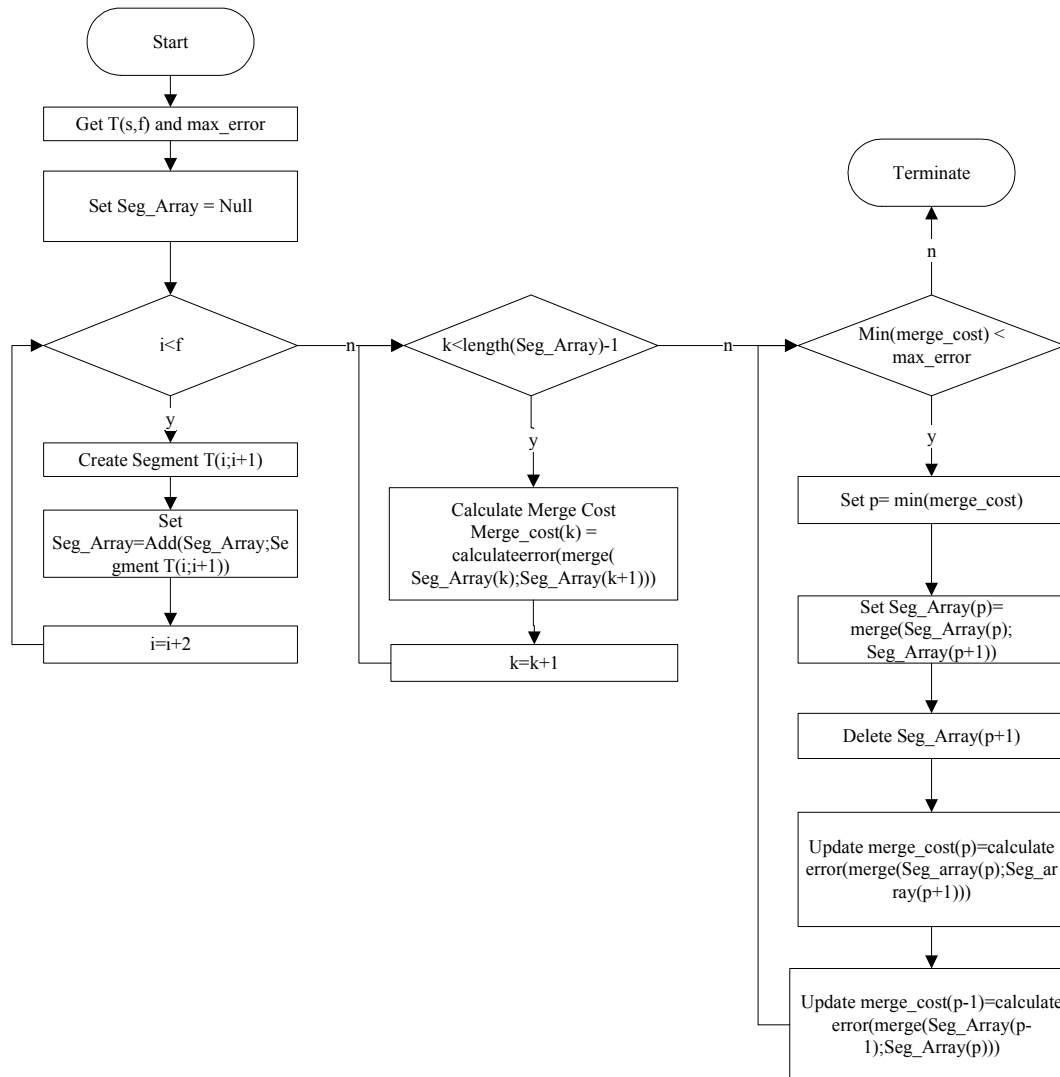 Start
Get T(s,f) and max_error
Set Seg_Array = Null
i<f
n
y
Create Segment T(i;i+1)
Set
Seg_Array=Add(Seg_Array;Se
gment T(i;i+1))
i=i+2
k<length(Seg_Array)-1
n
y
Calculate Merge Cost
Merge_cost(k) =
calculateerror(merge(
Seg_Array(k);Seg_Array(k+1)))
k=k+1
Terminate
n
Min(merge_cost) <
max_error
y
Set p= min(merge_cost)
Set Seg_Array(p)=
merge(Seg_Array(p);
Seg_Array(p+1))
Delete Seg_Array(p+1)
Update merge_cost(p)=calculate
error(merge(Seg_array(p);Seg_ar
ray(p+1)))
Update merge_cost(p-1)=calculate
error(merge(Seg_Array(p-
1);Seg_Array(p)))